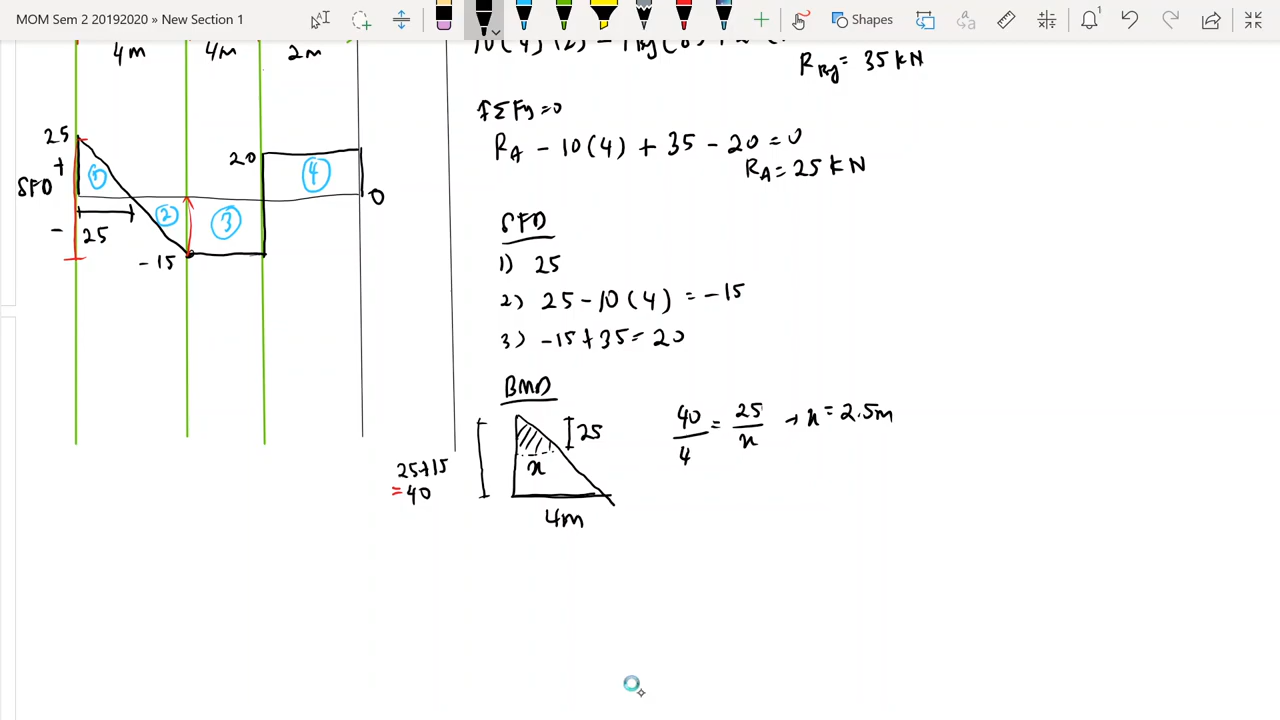 MOM Sem 2 20192020 » New Section 1
Shapes
4m 4m 2m
25
+
SFD
-
25
-15
20
0
1
2
3
4
R_By = 35 kN
↑ΣFy = 0
R_A - 10(4) + 35 - 20 = 0
R_A = 25 kN
SFD
1) 25
2) 25 - 10(4) = -15
3) -15 + 35 = 20
BMD
25+15
= 40
25
x
4m
40/4 = 25/x → x = 2.5m